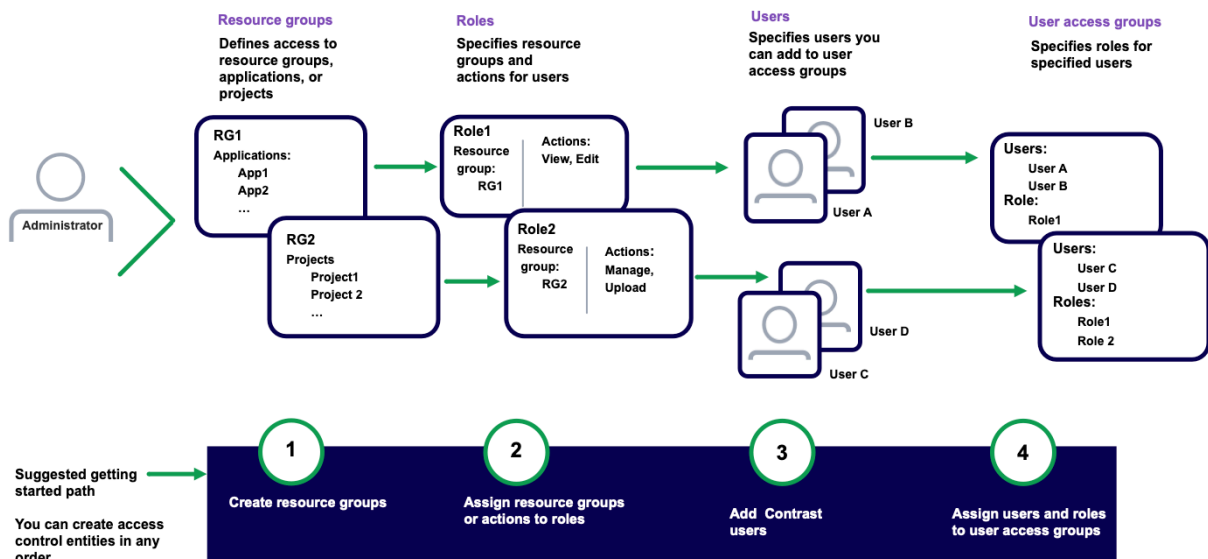 Resource groups
Defines access to
resource groups,
applications, or
projects
Roles
Specifies resource
groups and
actions for users
Users
Specifies users you
can add to user
access groups
User access groups
Specifies roles for
specified users
Administrator
RG1
Applications:
App1
App2
...
RG2
Projects
Project1
Project 2
...
Role1
Resource
group:
RG1
Actions:
View, Edit
Role2
Resource
group:
RG2
Actions:
Manage,
Upload
User B
User A
User D
User C
Users:
User A
User B
Role:
Role1
Users:
User C
User D
Roles:
Role1
Role 2
Suggested getting
started path
You can create access
control entities in any
order
1
Create resource groups
2
Assign resource groups
or actions to roles
3
Add Contrast
users
4
Assign users and roles
to user access groups